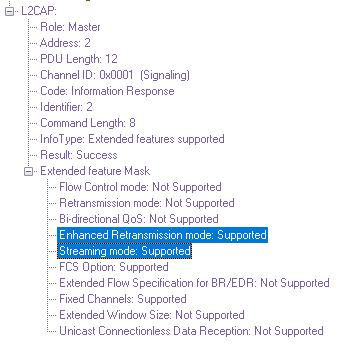 L2CAP:
Role: Master
Address: 2
PDU Length: 12
Channel ID: 0x0001 (Signaling)
Code: Information Response
Identifier: 2
Command Length: 8
InfoType: Extended features supported
Result: Success
Extended feature Mask
Flow Control mode: Not Supported
Retransmission mode: Not Supported
Bi-directional QoS: Not Supported
Enhanced Retransmission mode: Supported
Streaming mode: Supported
FCS Option: Supported
Extended Flow Specification for BR/EDR: Not Supported
Fixed Channels: Supported
Extended Window Size: Not Supported
Unicast Connectionless Data Reception: Not Supported